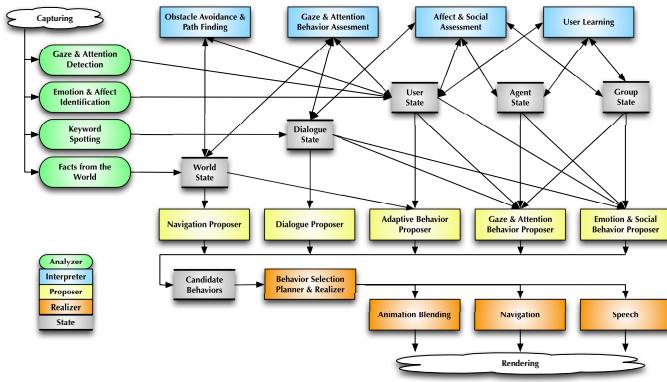 Capturing
Obstacle Avoidance &
Path Finding
Gaze & Attention
Behavior Assesment
Affect & Social
Assessment
User Learning
Gaze & Attention
Detection
Emotion & Affect
Identification
Keyword
Spotting
Facts from the
World
User
State
Agent
State
Group
State
Dialogue
State
World
State
Navigation Proposer
Dialogue Proposer
Adaptive Behavior
Proposer
Gaze & Attention
Behavior Proposer
Emotion & Social
Behavior Proposer
Analyzer
Interpreter
Proposer
Realizer
State
Candidate
Behaviors
Behavior Selection
Planner & Realizer
Animation Blending
Navigation
Speech
Rendering